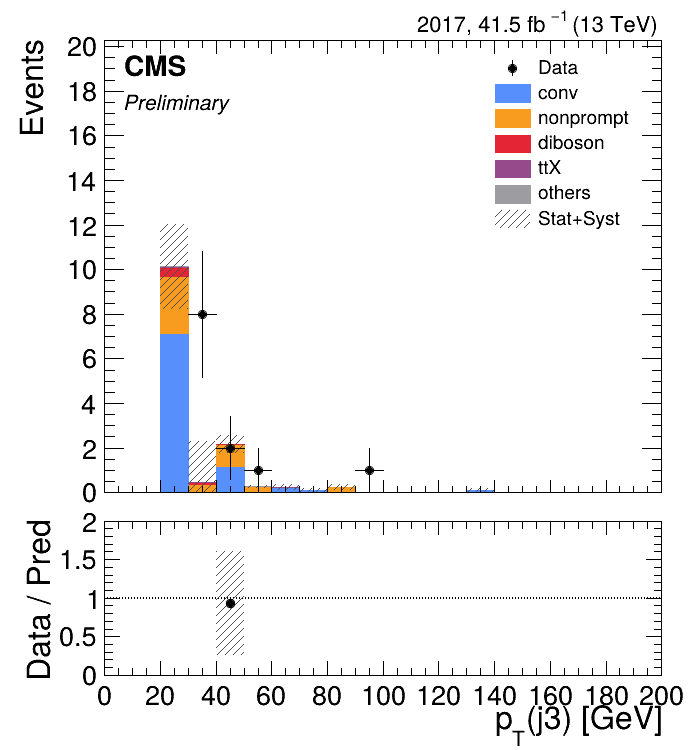 2017, 41.5 fb⁻¹ (13 TeV)
Events
CMS
Preliminary
Data
conv
nonprompt
diboson
ttX
others
Stat+Syst
20
18
16
14
12
10
8
6
4
2
0
Data / Pred
2
1.5
1
0.5
0
0 20 40 60 80 100 120 140 160 180 200
p_T(j3) [GeV]